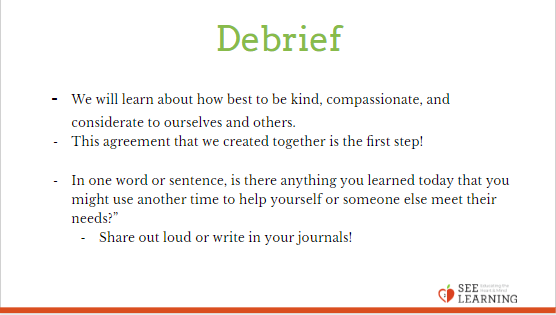 Debrief
- We will learn about how best to be kind, compassionate, and
considerate to ourselves and others.
- This agreement that we created together is the first step!
- In one word or sentence, is there anything you learned today that you
might use another time to help yourself or someone else meet their
needs?”
- Share out loud or write in your journals!
SEE
LEARNING